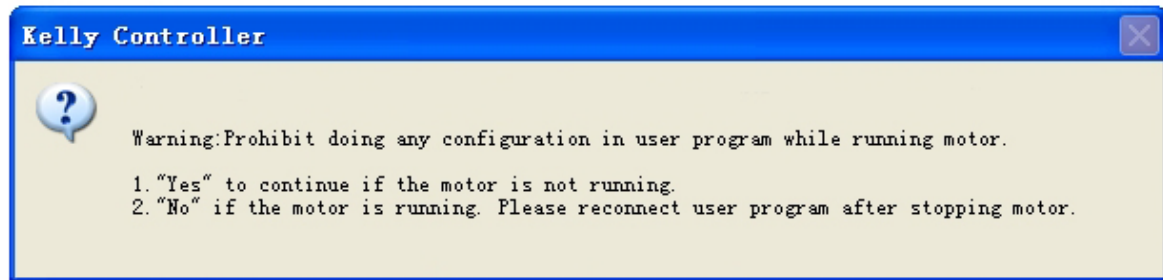 Kelly Controller
Warning:Prohibit doing any configuration in user program while running motor.
1."Yes" to continue if the motor is not running.
2."No" if the motor is running. Please reconnect user program after stopping motor.